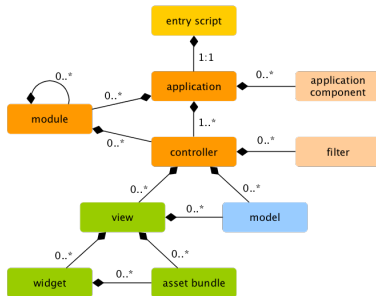 entry script
1:1
application
0..*
application
component
0..*
0..*
module
0..*
1..*
controller
0..*
filter
0..*
0..*
view
0..*
model
0..*
0..*
widget
0..*
asset bundle